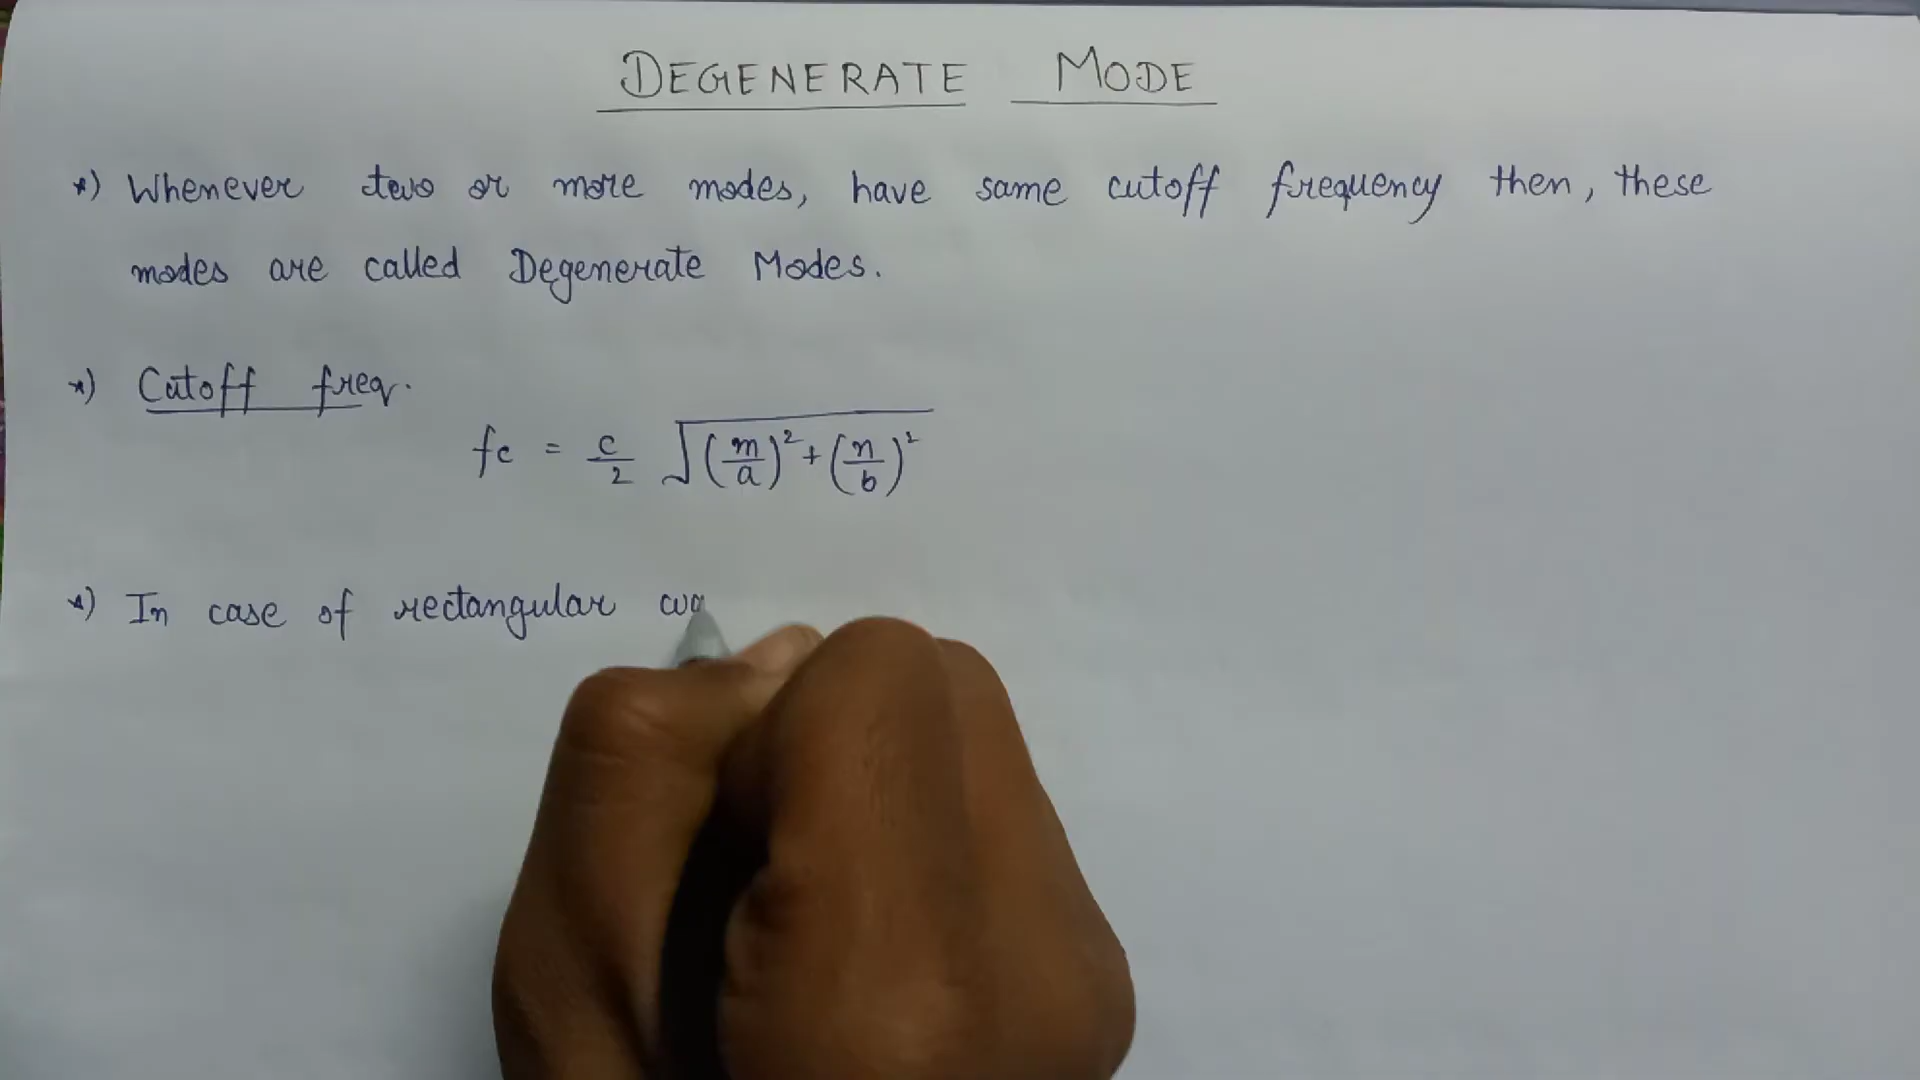 DEGENERATE MODE
*) Whenever two or more modes, have same cutoff frequency then, these
modes are called Degenerate Modes.
*) Cutoff freq.
fc = c/2 √(m/a)² + (n/b)²
*) In case of rectangular wa